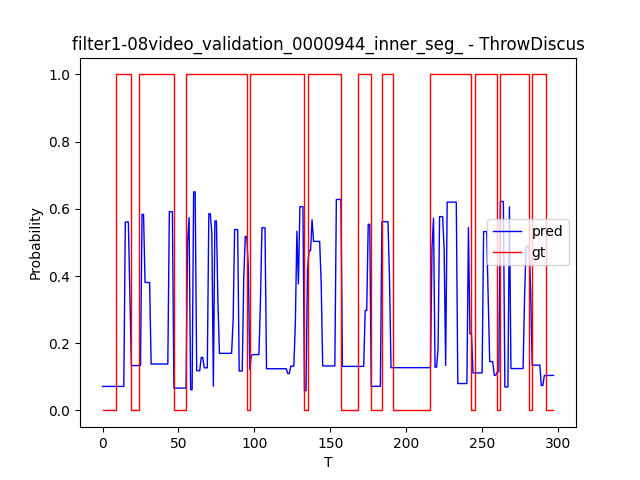 filter1-08video_validation_0000944_inner_seg_ - ThrowDiscus
1.0
0.8
0.6
0.4
0.2
0.0
Probability
pred
gt
0 50 100 150 200 250 300
T